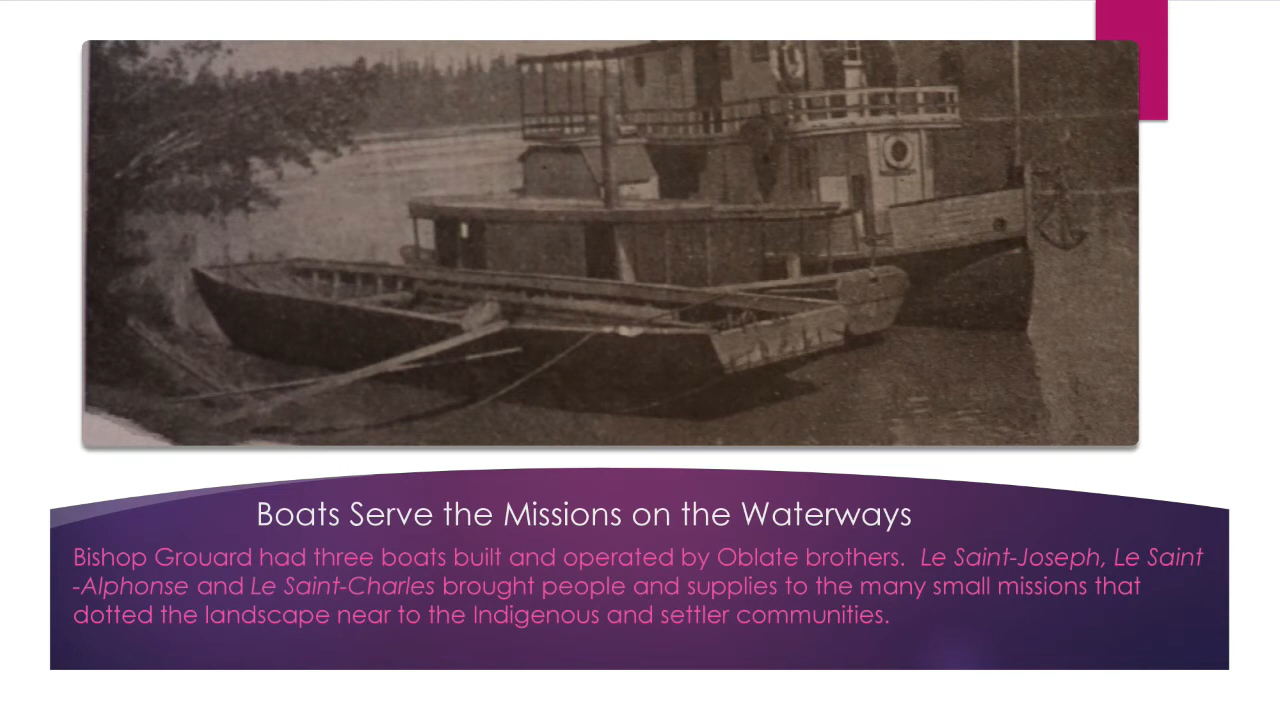 Boats Serve the Missions on the Waterways
Bishop Grouard had three boats built and operated by Oblate brothers.  Le Saint-Joseph, Le Saint
-Alphonse and Le Saint-Charles brought people and supplies to the many small missions that
dotted the landscape near to the Indigenous and settler communities.